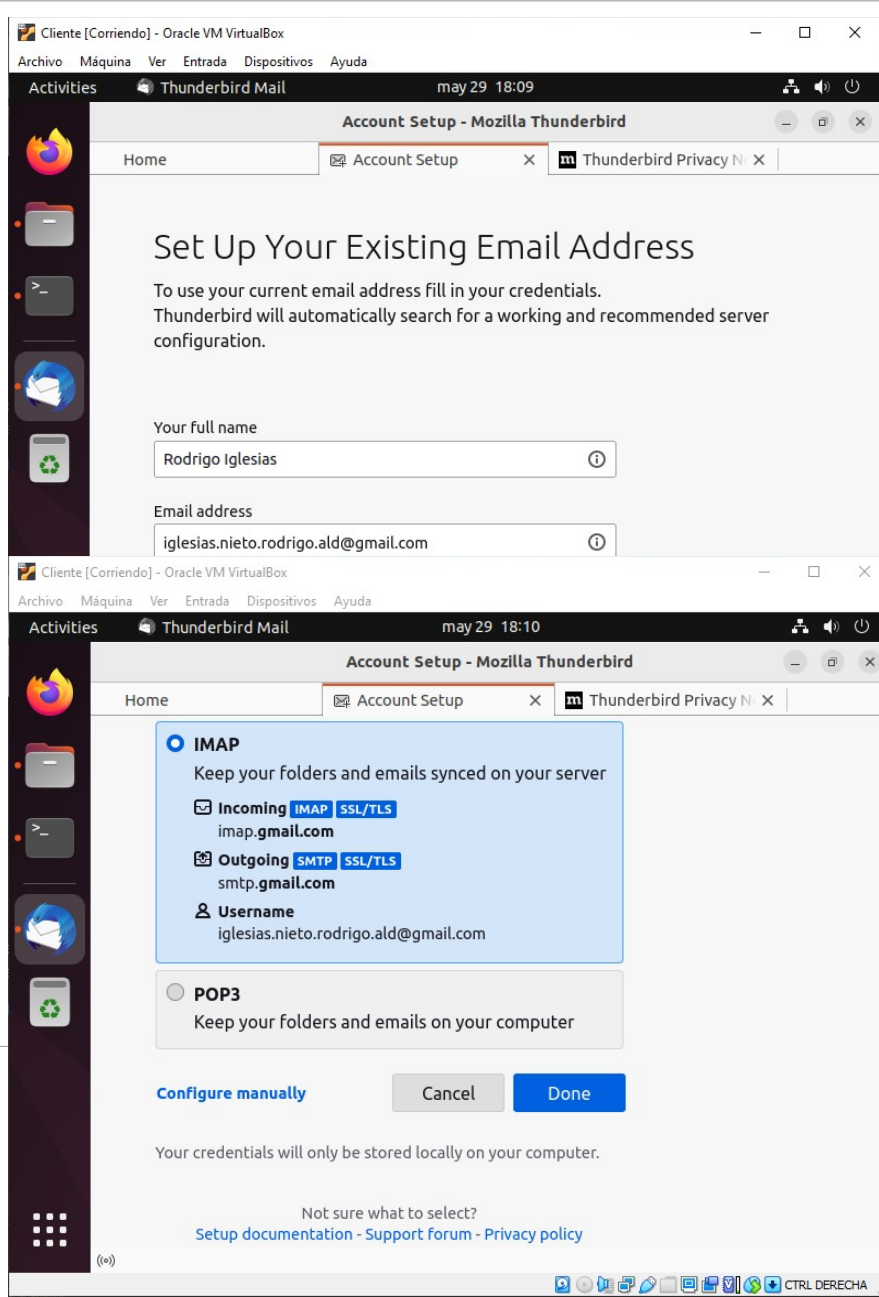 Cliente [Corriendo] - Oracle VM VirtualBox
Archivo Máquina Ver Entrada Dispositivos Ayuda
Activities Thunderbird Mail may 29 18:09
Account Setup - Mozilla Thunderbird
Home Account Setup Thunderbird Privacy
Set Up Your Existing Email Address
To use your current email address fill in your credentials.
Thunderbird will automatically search for a working and recommended server
configuration.
Your full name
Rodrigo Iglesias
Email address
iglesias.nieto.rodrigo.ald@gmail.com
Cliente [Corriendo] - Oracle VM VirtualBox
Archivo Máquina Ver Entrada Dispositivos Ayuda
Activities Thunderbird Mail may 29 18:10
Account Setup - Mozilla Thunderbird
Home Account Setup Thunderbird Privacy
IMAP
Keep your folders and emails synced on your server
Incoming IMAP SSL/TLS
imap.gmail.com
Outgoing SMTP SSL/TLS
smtp.gmail.com
Username
iglesias.nieto.rodrigo.ald@gmail.com
POP3
Keep your folders and emails on your computer
Configure manually Cancel Done
Your credentials will only be stored locally on your computer.
Not sure what to select?
Setup documentation - Support forum - Privacy policy
CTRL DERECHA